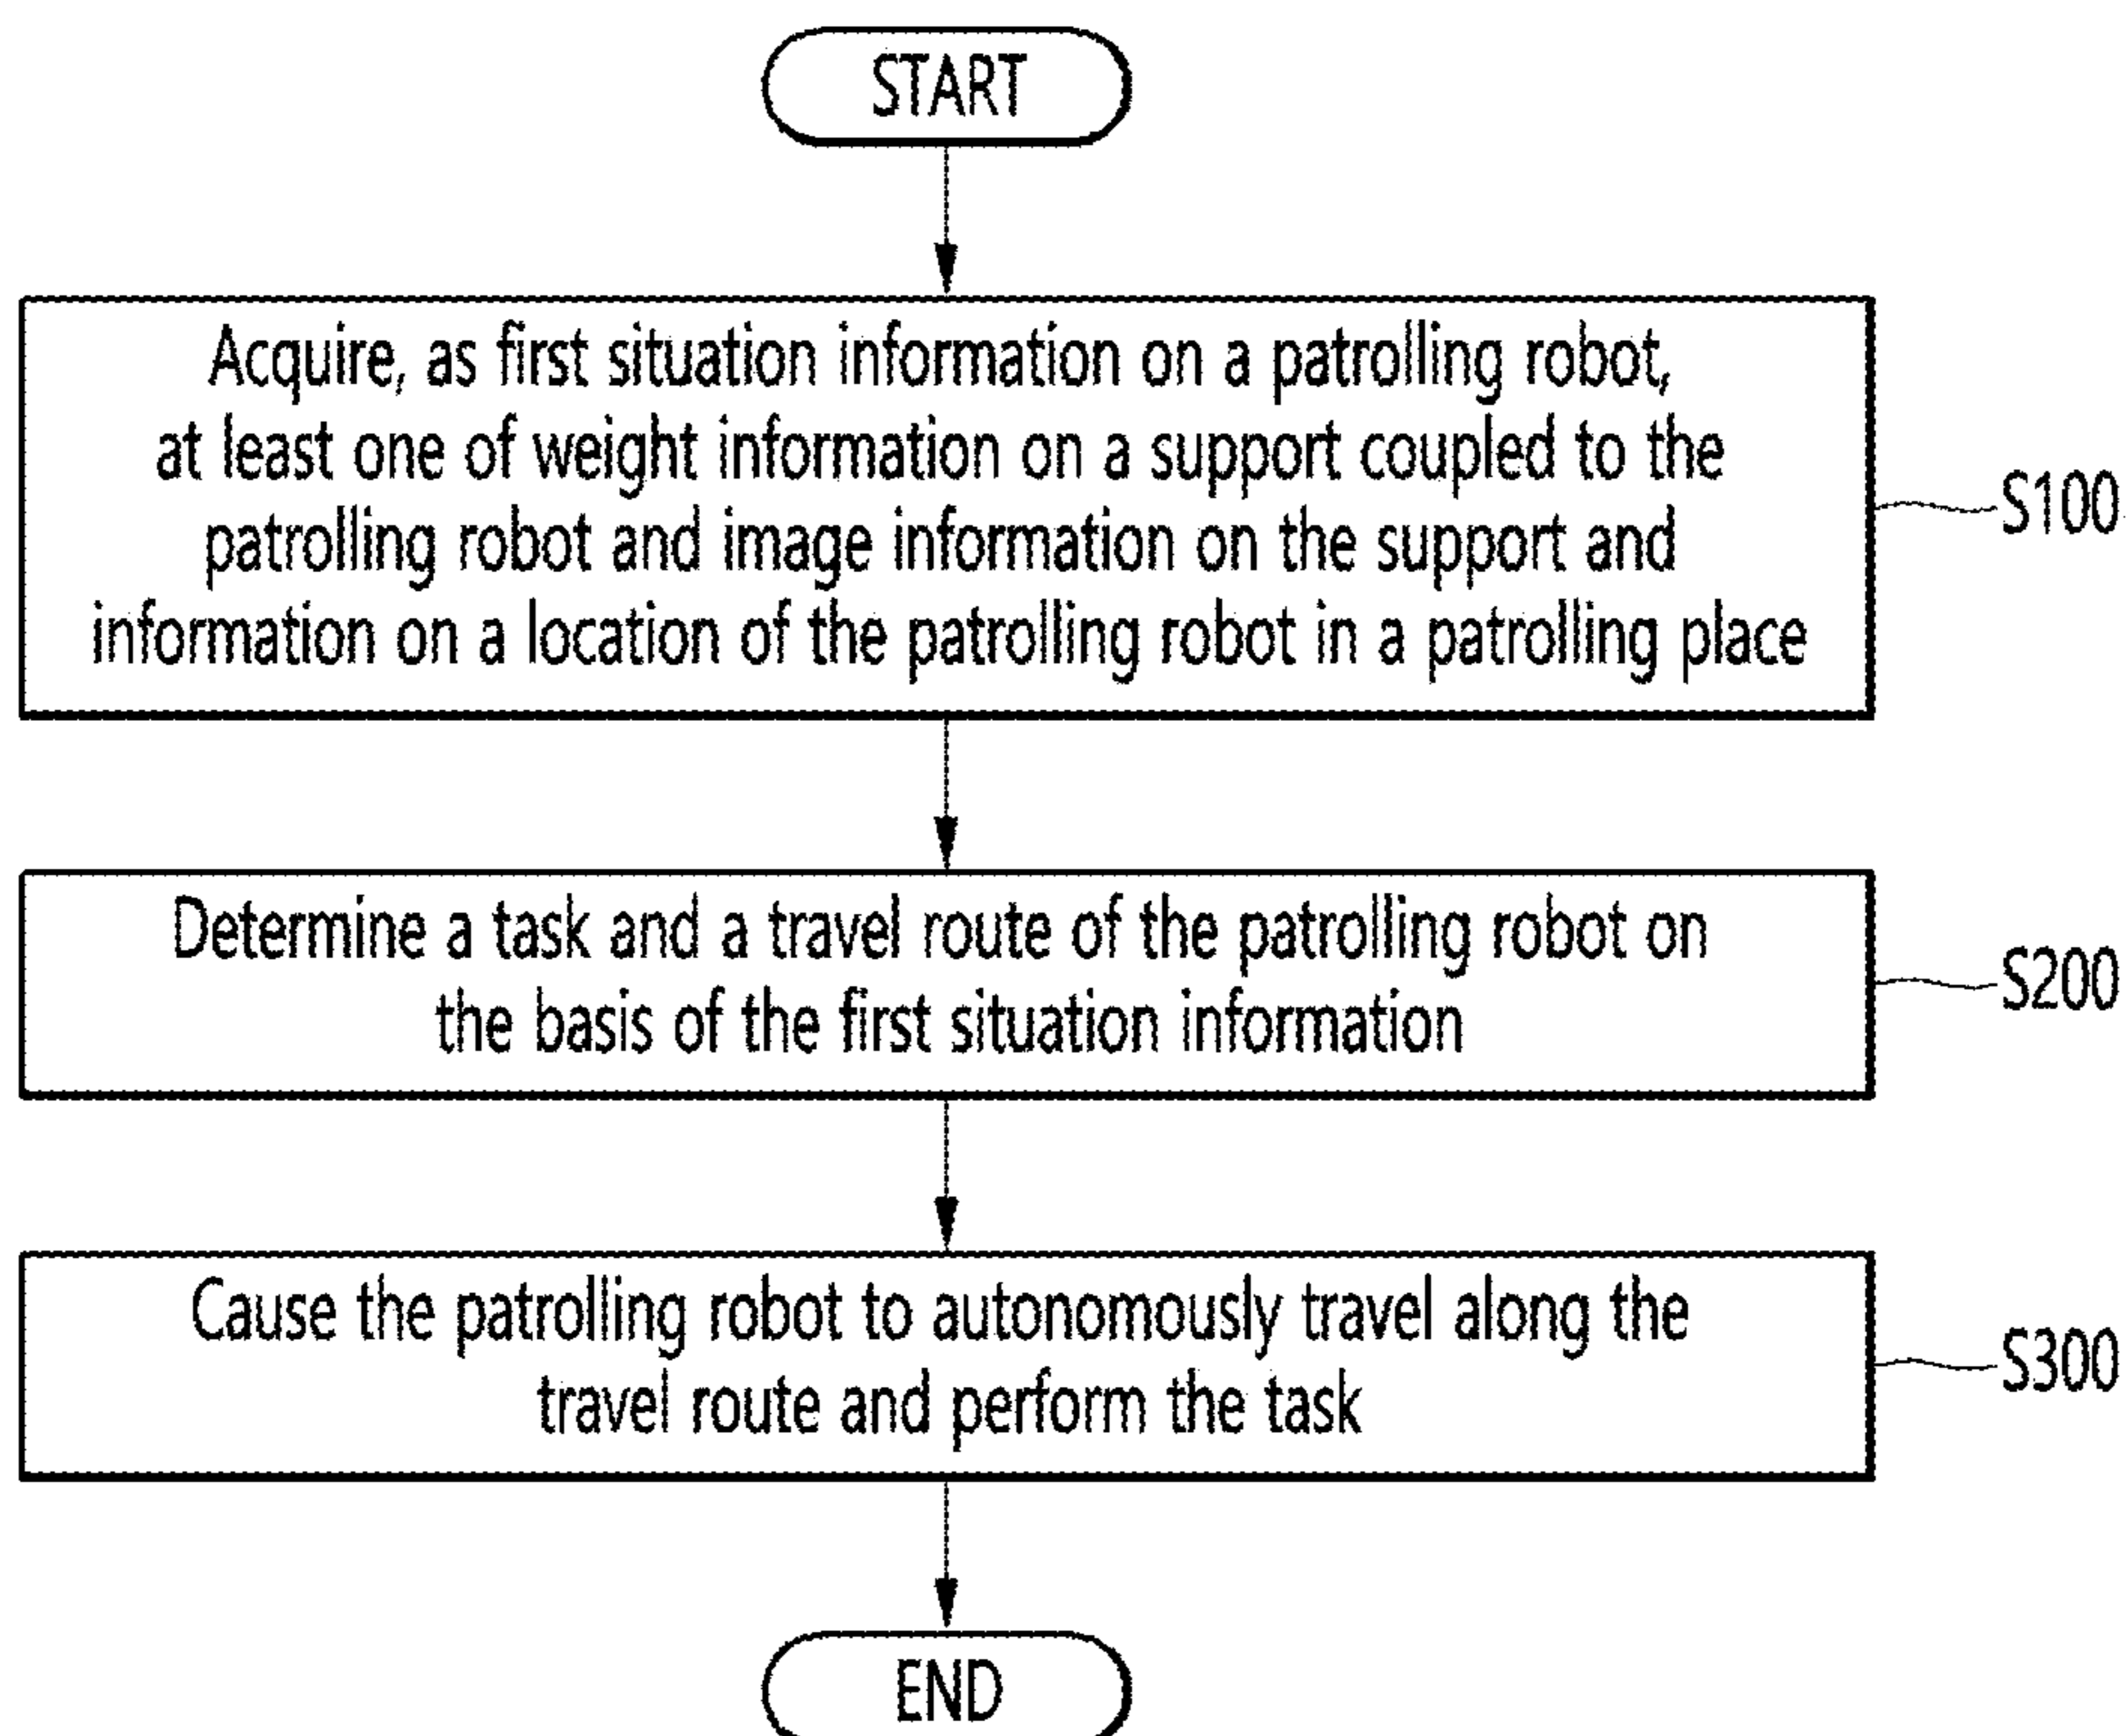 START
Acquire, as first situation information on a patrolling robot,
at least one of weight information on a support coupled to the
patrolling robot and image information on the support and
information on a location of the patrolling robot in a patrolling place
S100
Determine a task and a travel route of the patrolling robot on
the basis of the first situation information
S200
Cause the patrolling robot to autonomously travel along the
travel route and perform the task
S300
END